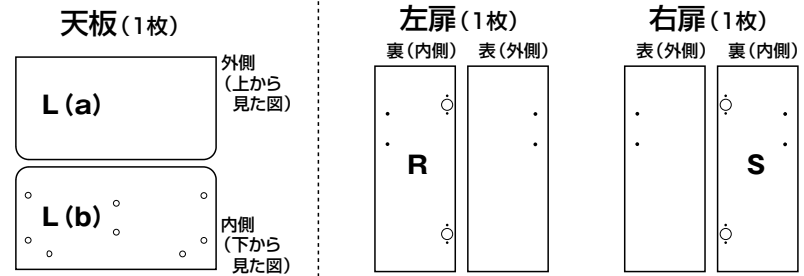 天板(1枚)
L(a)
外側
(上から
見た図)
L(b)
内側
(下から
見た図)
左扉(1枚)
裏(内側) 表(外側)
R
右扉(1枚)
表(外側) 裏(内側)
S